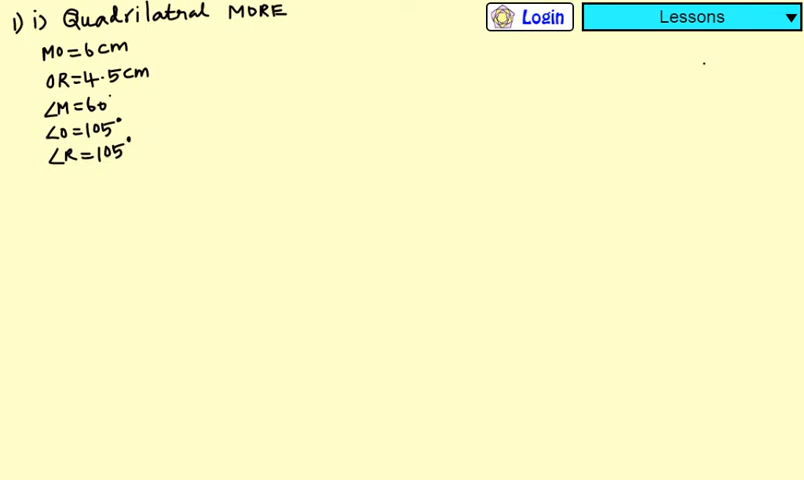 1) i) Quadrilatral MORE
MO=6cm
OR=4.5cm
∠M=60°
∠O=105°
∠R=105°
Login
Lessons